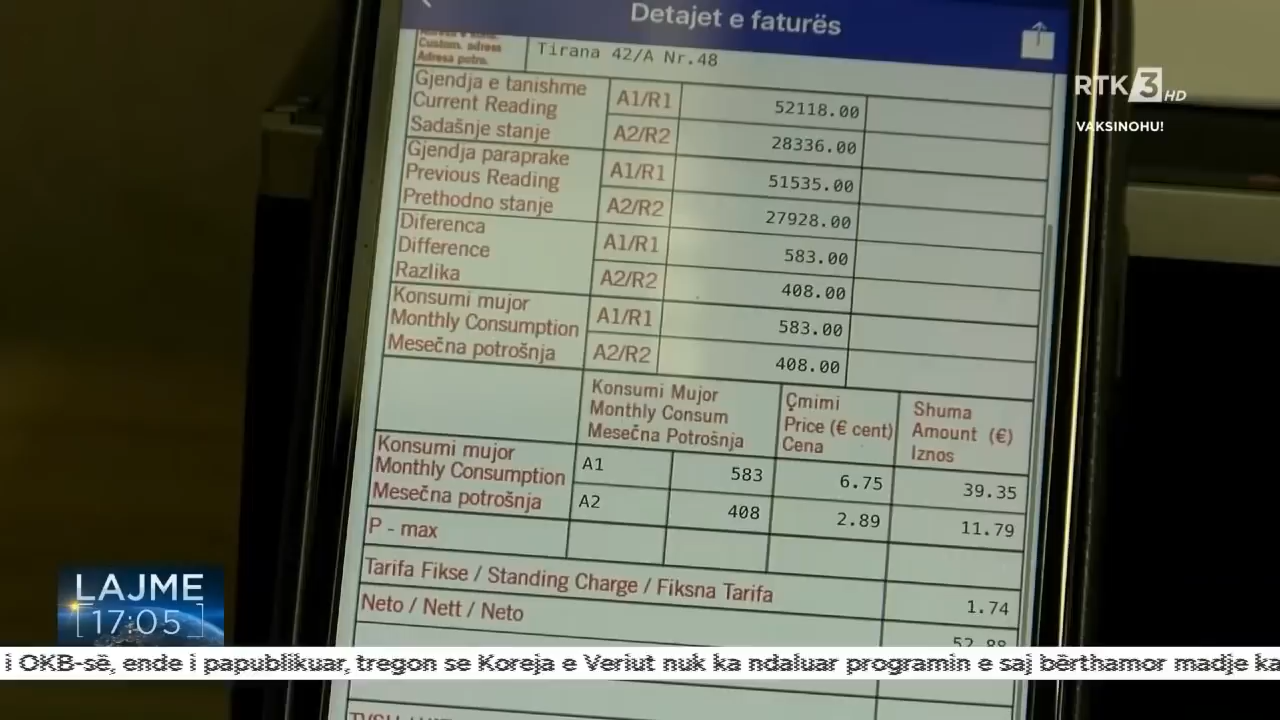 Detajet e faturës
Custom. adress
Adresa potro.
Tirana 42/A Nr.48
RTK 3 HD
VAKSINOHU!
Gjendja e tanishme
Current Reading
Sadašnje stanje
A1/R1 52118.00
A2/R2 28336.00
Gjendja paraprake
Previous Reading
Prethodno stanje
A1/R1 51535.00
A2/R2 27928.00
Diferenca
Difference
Razlika
A1/R1 583.00
A2/R2 408.00
Konsumi mujor
Monthly Consumption
Mesečna potrošnja
A1/R1 583.00
A2/R2 408.00
Konsumi Mujor
Monthly Consum
Mesečna Potrošnja
Çmimi
Price (€ cent)
Cena
Shuma
Amount (€)
Iznos
Konsumi mujor
Monthly Consumption
Mesečna potrošnja
A1 583 6.75 39.35
A2 408 2.89 11.79
P - max
Tarifa Fikse / Standing Charge / Fiksna Tarifa 1.74
Neto / Nett / Neto 52.88
LAJME
17:05
i OKB-së, ende i papublikuar, tregon se Koreja e Veriut nuk ka ndaluar programin e saj bërthamor madje ka